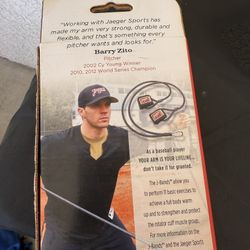 "Working with Jaeger Sports has
made my arm very strong, durable and
flexible, and that's something every
pitcher wants and looks for."
Barry Zito
Pitcher
2002 Cy Young Winner
2010, 2012 World Series Champion
As a baseball player
YOUR ARM IS YOUR LIFELINE
don't take it for granted.
The J-Bands™ allow you
to perform 11 basic exercises to
achieve a full body warm
up and to strengthen and protect
the rotator cuff muscle group.
For more information on the
J-Bands™ and the Jaeger Sports